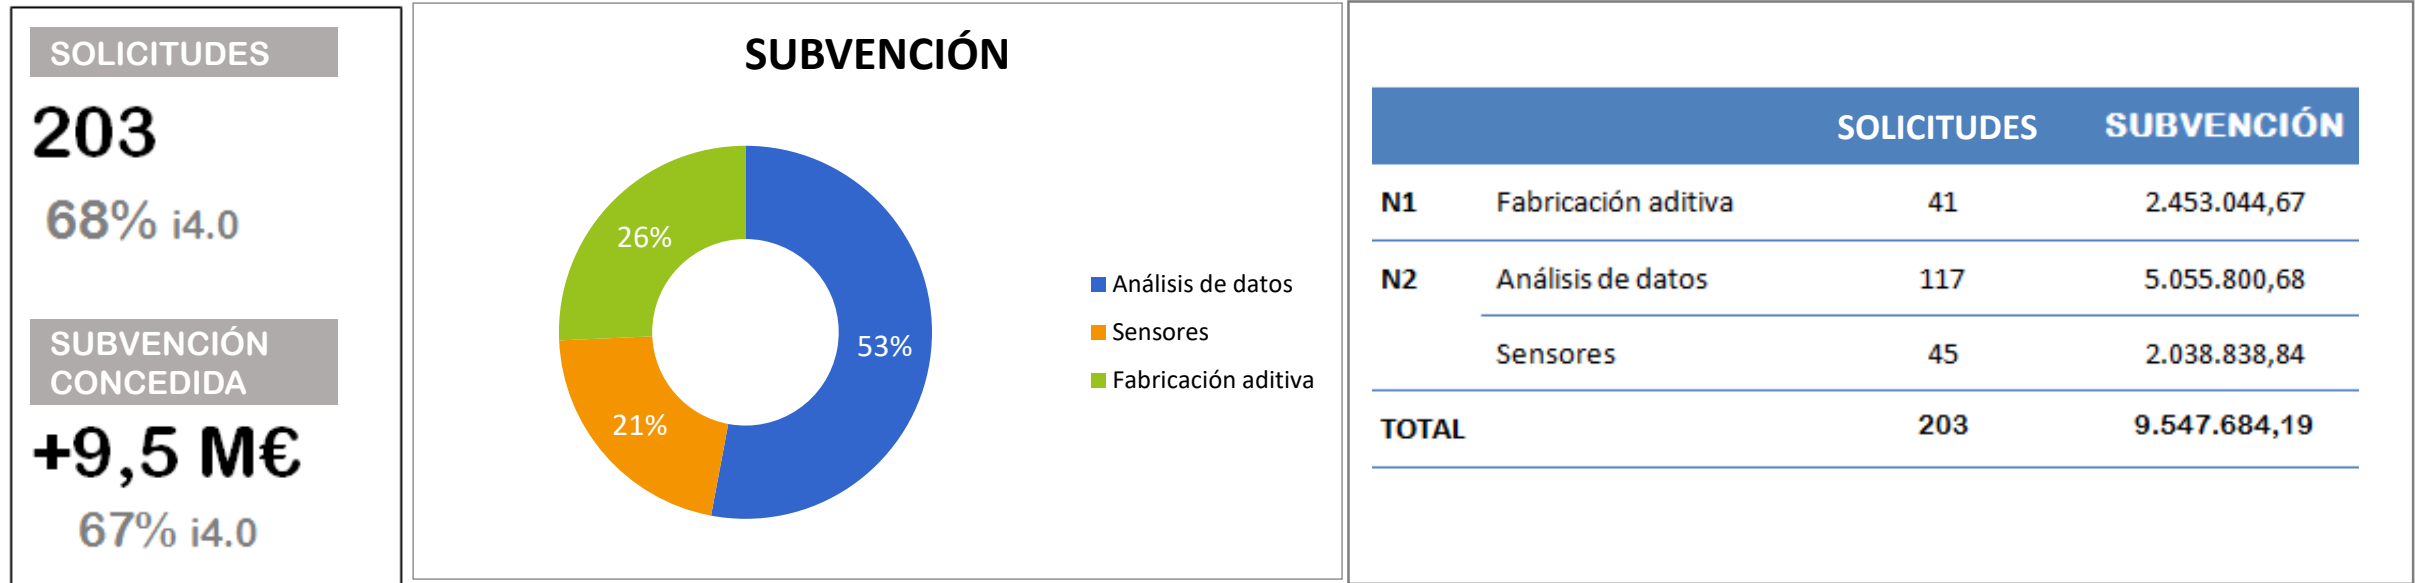 SOLICITUDES
203
68% i4.0
SUBVENCIÓN
CONCEDIDA
+9,5 M€
67% i4.0
SUBVENCIÓN
26%
53%
21%
Análisis de datos
Sensores
Fabricación aditiva
SOLICITUDES SUBVENCIÓN
N1 Fabricación aditiva 41 2.453.044,67
N2 Análisis de datos 117 5.055.800,68
Sensores 45 2.038.838,84
TOTAL 203 9.547.684,19